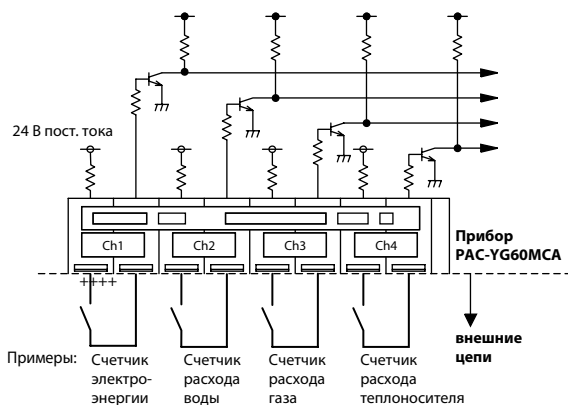 24 В пост. тока
Ch1
Ch2
Ch3
Ch4
Прибор
PAC-YG60MCA
++++
внешние
цепи
Примеры:
Счетчик
электро-
энергии
Счетчик
расхода
воды
Счетчик
расхода
газа
Счетчик
расхода
теплоносителя